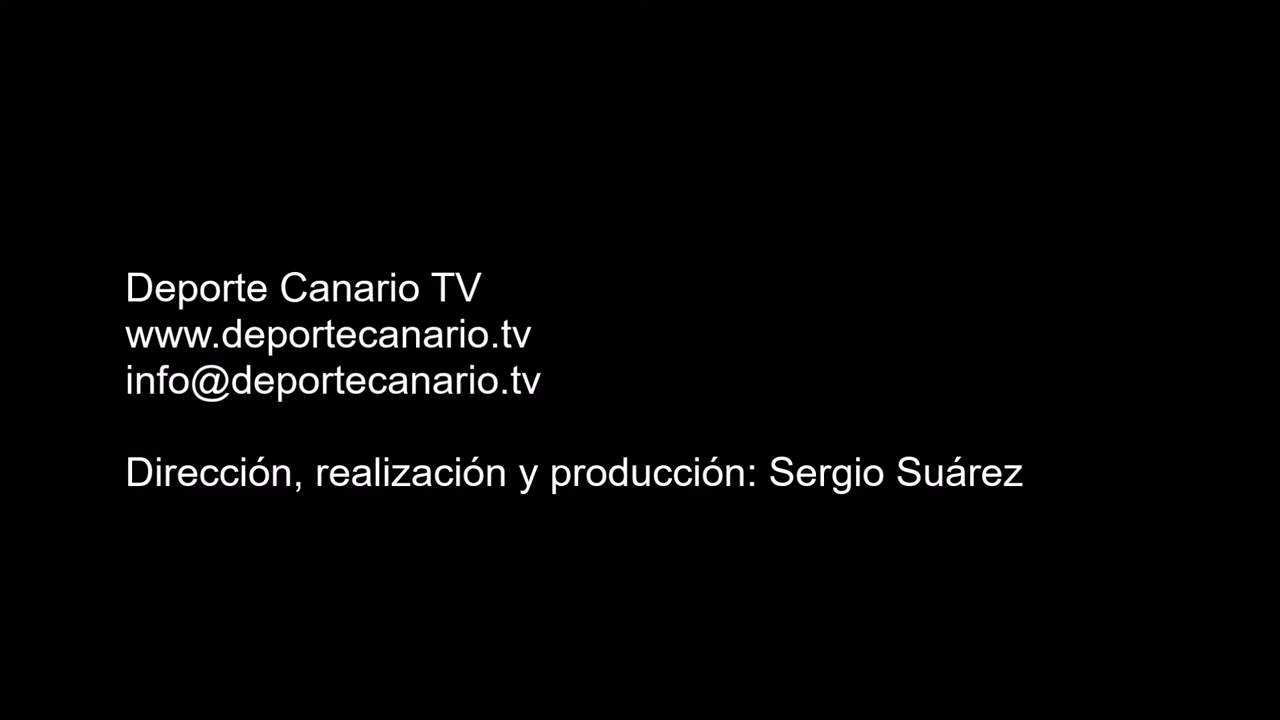 Deporte Canario TV
www.deportecanario.tv
info@deportecanario.tv
Dirección, realización y producción: Sergio Suárez